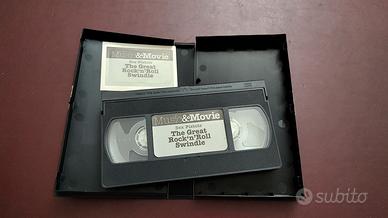 Music&Movie
Sex Pistols
The Great
Rock'n'Roll
Swindle
Music&Movie
Sex Pistols
The Great
Rock'n'Roll
Swindle
subito